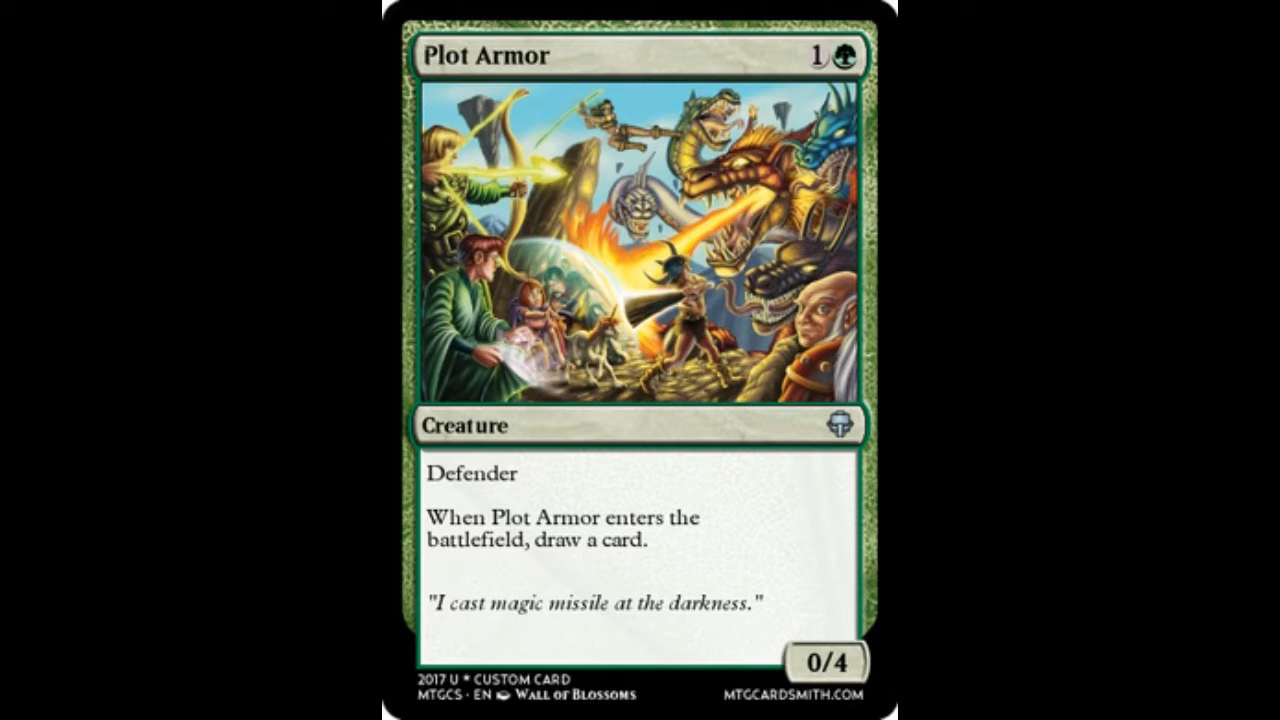 Plot Armor 1
Creature
Defender
When Plot Armor enters the
battlefield, draw a card.
"I cast magic missile at the darkness."
0/4
2017 U * CUSTOM CARD
MTGCS · EN WALL OF BLOSSOMS MTGCARDSMITH.COM